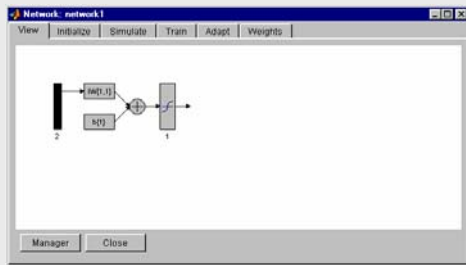 Network: network1
View Initialize Simulate Train Adapt Weights
IW{1,1}
b{1}
2
1
Manager Close